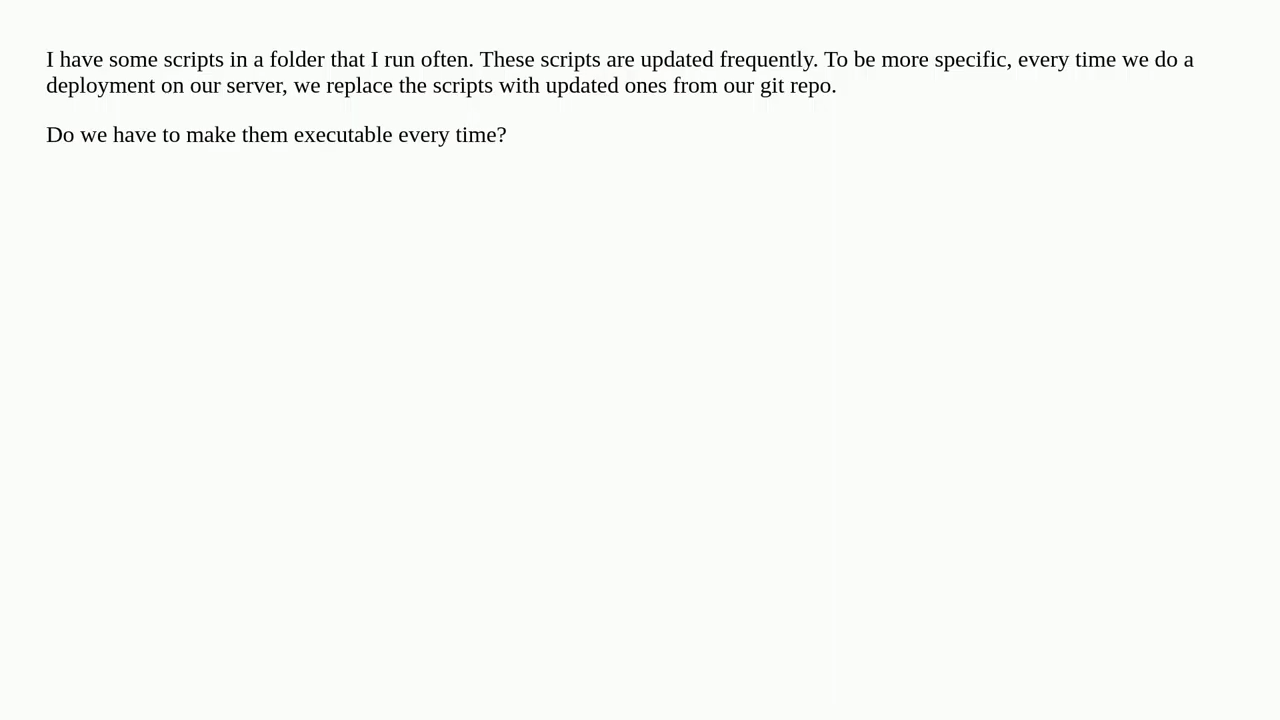 I have some scripts in a folder that I run often. These scripts are updated frequently. To be more specific, every time we do a
deployment on our server, we replace the scripts with updated ones from our git repo.
Do we have to make them executable every time?